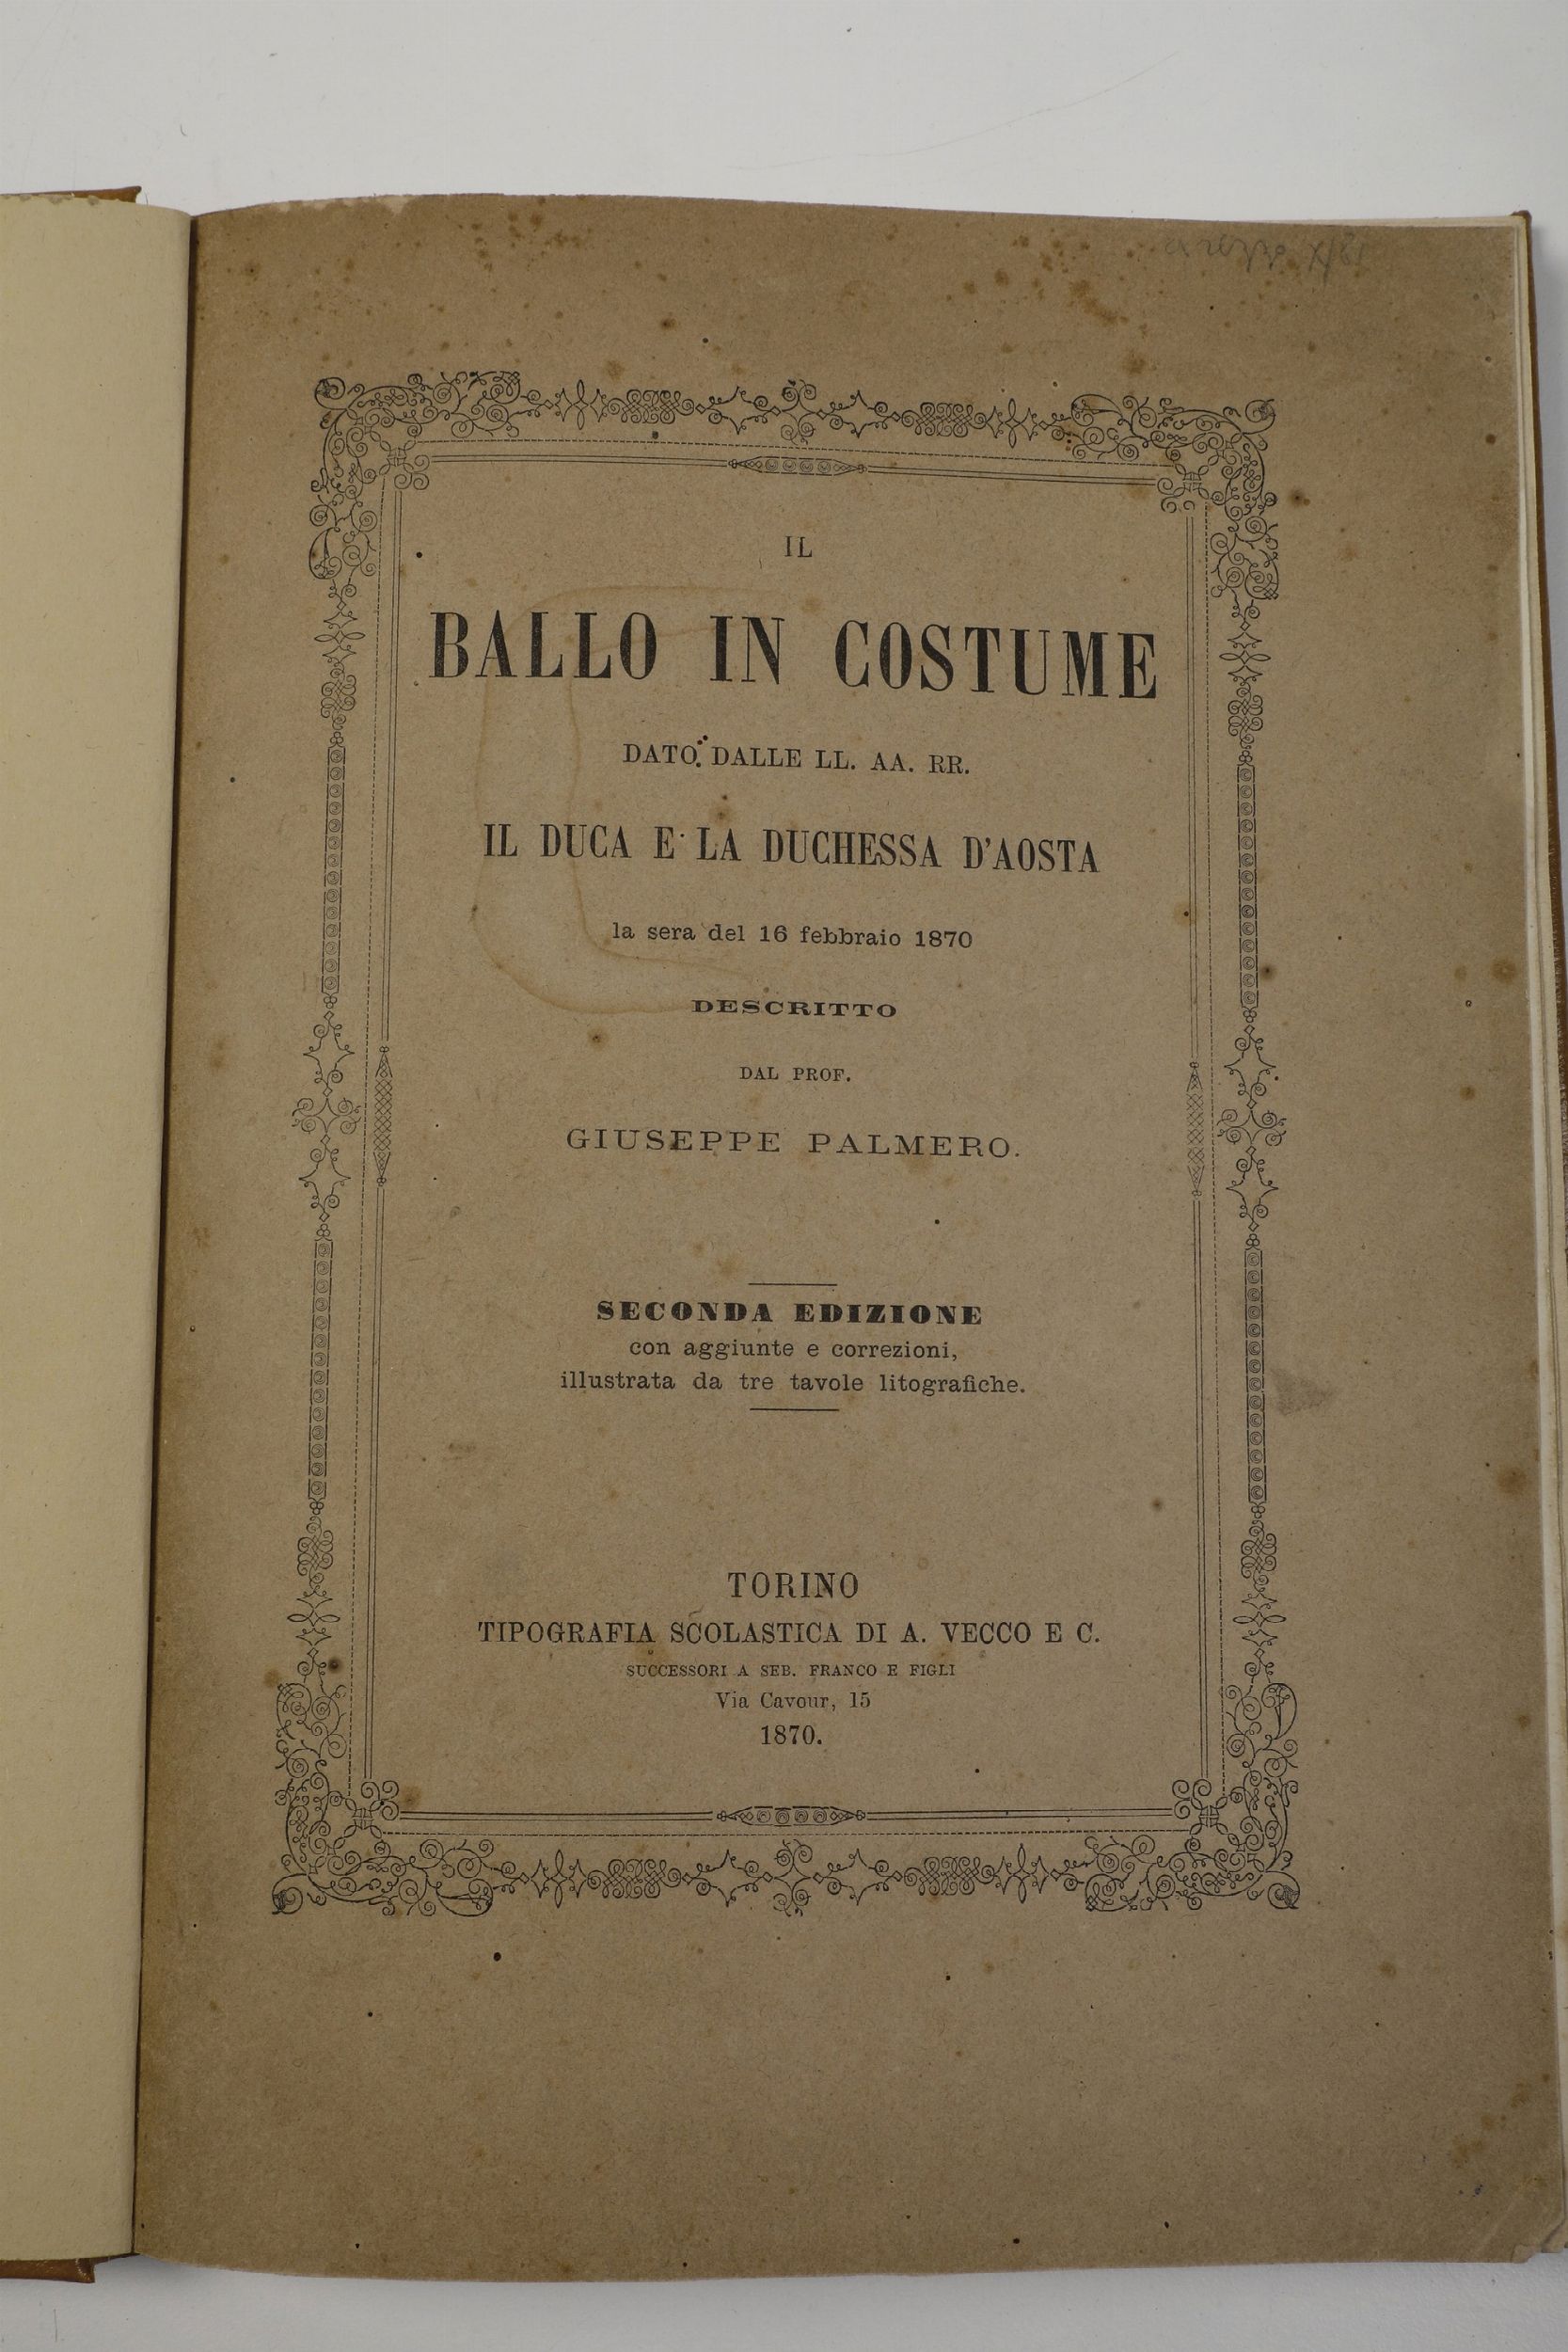 IL
BALLO IN COSTUME
DATO DALLE LL. AA. RR.
IL DUCA E LA DUCHESSA D'AOSTA
la sera del 16 febbraio 1870
DESCRITTO
DAL PROF.
GIUSEPPE PALMERO.
SECONDA EDIZIONE
con aggiunte e correzioni,
illustrata da tre tavole litografiche.
TORINO
TIPOGRAFIA SCOLASTICA DI A. VECCO E C.
SUCCESSORI A SEB. FRANCO E FIGLI
Via Cavour, 15
1870.